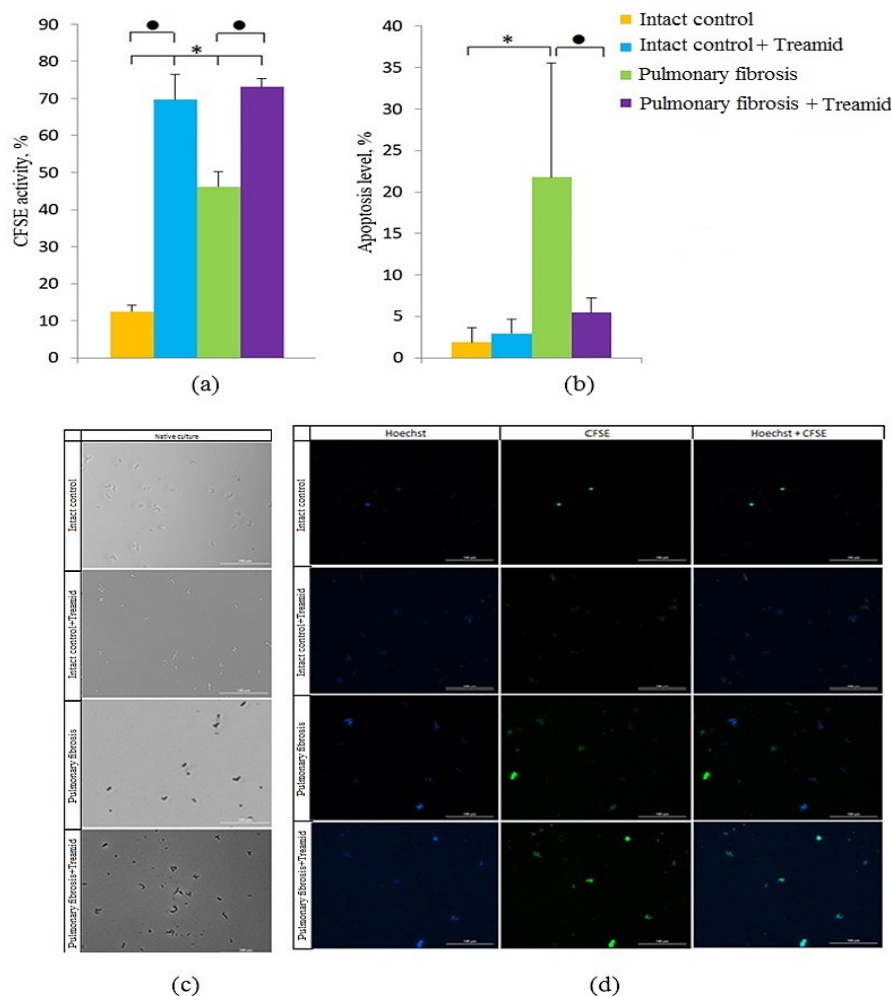 90
80
70
60
50
40
30
20
10
0
CFSE activity, %
●
●
*
(a)
40
35
30
25
20
15
10
5
0
Apoptosis level, %
*
●
(b)
Intact control
Intact control + Treamid
Pulmonary fibrosis
Pulmonary fibrosis + Treamid
Native culture
Intact control
Intact control+Treamid
Pulmonary fibrosis
Pulmonary fibrosis+Treamid
(c)
Hoechst
CFSE
Hoechst + CFSE
Intact control
Intact control+Treamid
Pulmonary fibrosis
Pulmonary fibrosis+Treamid
(d)